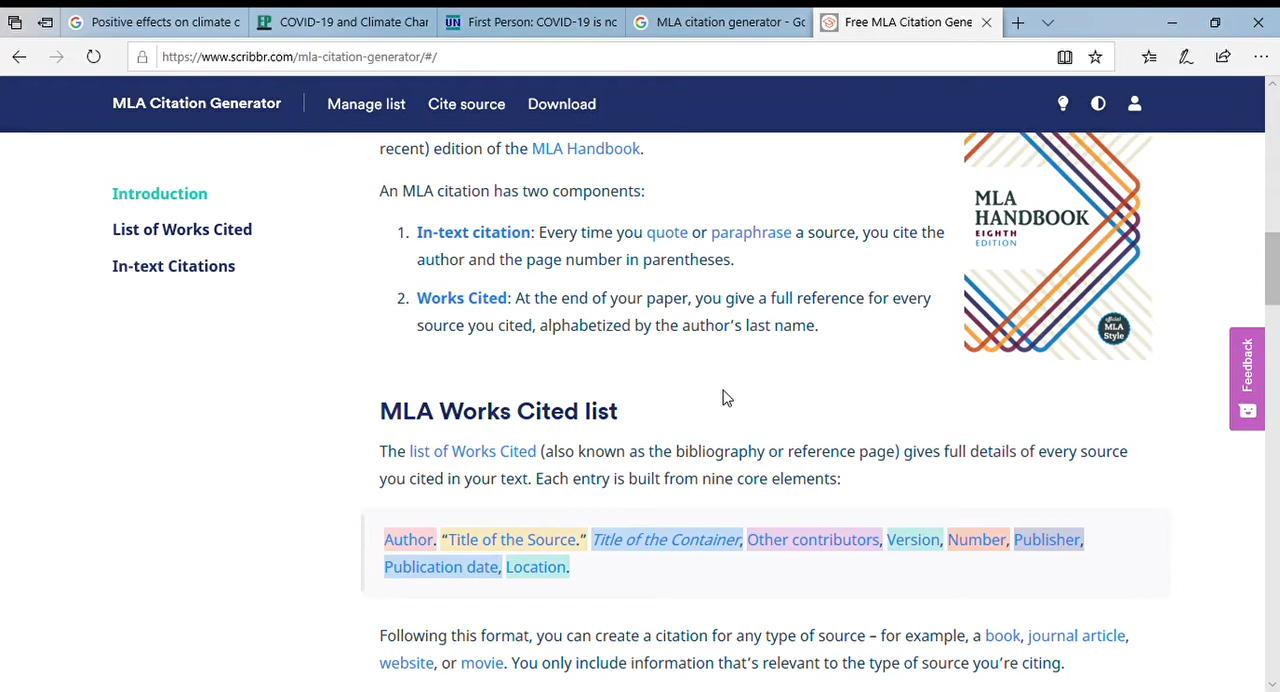 Positive effects on climate c
COVID-19 and Climate Char
UN First Person: COVID-19 is nc
MLA citation generator - Gc
Free MLA Citation Gene
https://www.scribbr.com/mla-citation-generator/#/
MLA Citation Generator
Manage list
Cite source
Download
recent) edition of the MLA Handbook.
An MLA citation has two components:
1. In-text citation: Every time you quote or paraphrase a source, you cite the
author and the page number in parentheses.
2. Works Cited: At the end of your paper, you give a full reference for every
source you cited, alphabetized by the author's last name.
Introduction
List of Works Cited
In-text Citations
MLA
HANDBOOK
EIGHTH
EDITION
official
MLA
Style
Feedback
MLA Works Cited list
The list of Works Cited (also known as the bibliography or reference page) gives full details of every source
you cited in your text. Each entry is built from nine core elements:
Author. “Title of the Source.” Title of the Container, Other contributors, Version, Number, Publisher,
Publication date, Location.
Following this format, you can create a citation for any type of source – for example, a book, journal article,
website, or movie. You only include information that's relevant to the type of source you're citing.